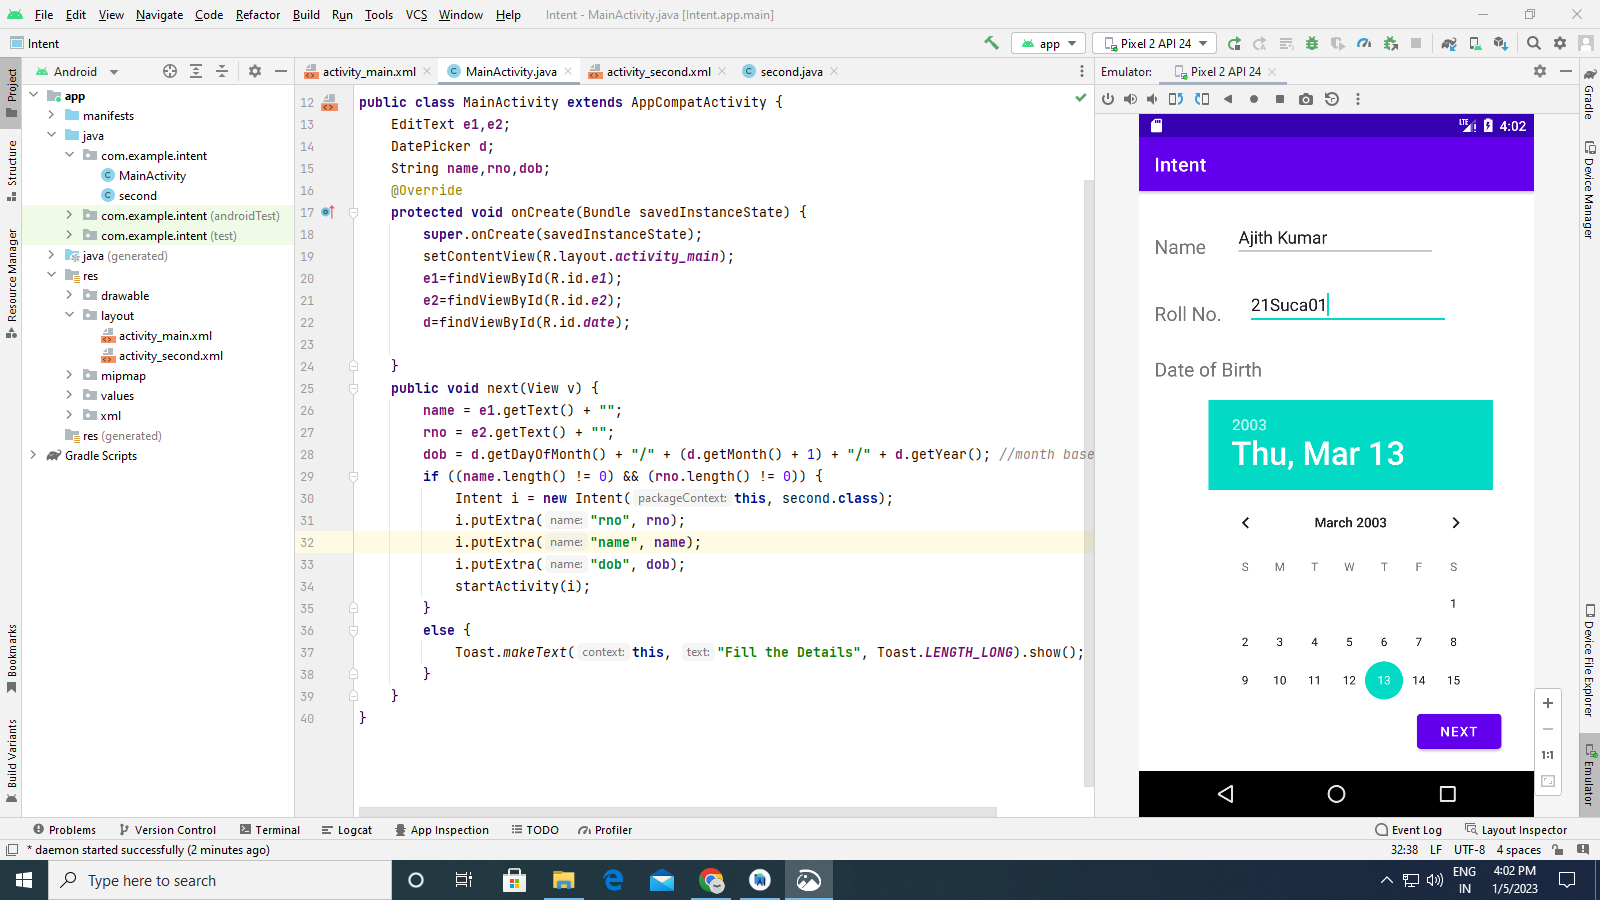 File Edit View Navigate Code Refactor Build Run Tools VCS Window Help Intent - MainActivity.java [Intent.app.main]
Intent app Pixel 2 API 24
Android activity_main.xml MainActivity.java activity_second.xml second.java Emulator: Pixel 2 API 24
Project
Structure
Resource Manager
Bookmarks
Build Variants
app
manifests
java
com.example.intent
MainActivity
second
com.example.intent (androidTest)
com.example.intent (test)
java (generated)
res
drawable
layout
activity_main.xml
activity_second.xml
mipmap
values
xml
res (generated)
Gradle Scripts
12 public class MainActivity extends AppCompatActivity {
13 EditText e1,e2;
14 DatePicker d;
15 String name,rno,dob;
16 @Override
17 protected void onCreate(Bundle savedInstanceState) {
18 super.onCreate(savedInstanceState);
19 setContentView(R.layout.activity_main);
20 e1=findViewById(R.id.e1);
21 e2=findViewById(R.id.e2);
22 d=findViewById(R.id.date);
23
24 }
25 public void next(View v) {
26 name = e1.getText() + "";
27 rno = e2.getText() + "";
28 dob = d.getDayOfMonth() + "/" + (d.getMonth() + 1) + "/" + d.getYear(); //month base
29 if ((name.length() != 0) && (rno.length() != 0)) {
30 Intent i = new Intent( packageContext: this, second.class);
31 i.putExtra( name: "rno", rno);
32 i.putExtra( name: "name", name);
33 i.putExtra( name: "dob", dob);
34 startActivity(i);
35 }
36 else {
37 Toast.makeText( context: this, text: "Fill the Details", Toast.LENGTH_LONG).show();
38 }
39 }
40 }
LTE 4:02
Intent
Name Ajith Kumar
Roll No. 21Suca01
Date of Birth
2003
Thu, Mar 13
March 2003
S M T W T F S
1
2 3 4 5 6 7 8
9 10 11 12 13 14 15
NEXT
1:1
Gradle
Device Manager
Device File Explorer
Emulator
Problems Version Control Terminal Logcat App Inspection TODO Profiler Event Log Layout Inspector
* daemon started successfully (2 minutes ago) 32:38 LF UTF-8 4 spaces
Type here to search
ENG
IN
4:02 PM
1/5/2023